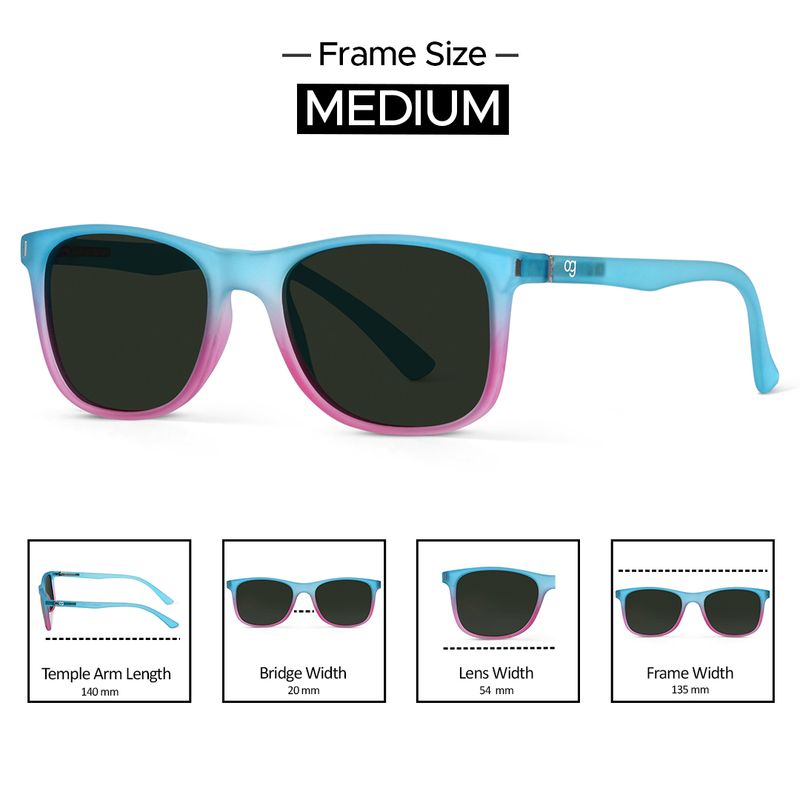 Frame Size
MEDIUM
og
Temple Arm Length
140 mm
Bridge Width
20 mm
Lens Width
54 mm
Frame Width
135 mm